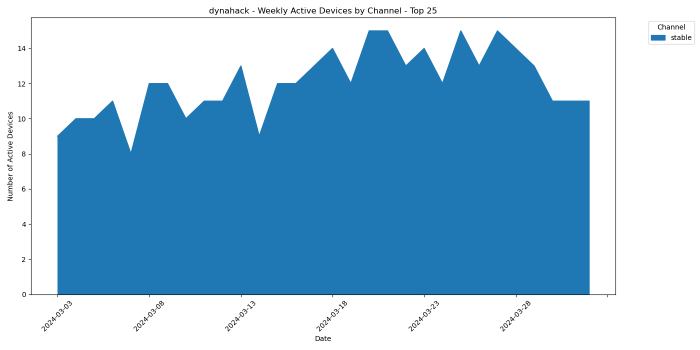 dynahack - Weekly Active Devices by Channel - Top 25
Channel
stable
Number of Active Devices
14
12
10
8
6
4
2
0
2024-03-03
2024-03-08
2024-03-13
2024-03-18
2024-03-23
2024-03-28
Date